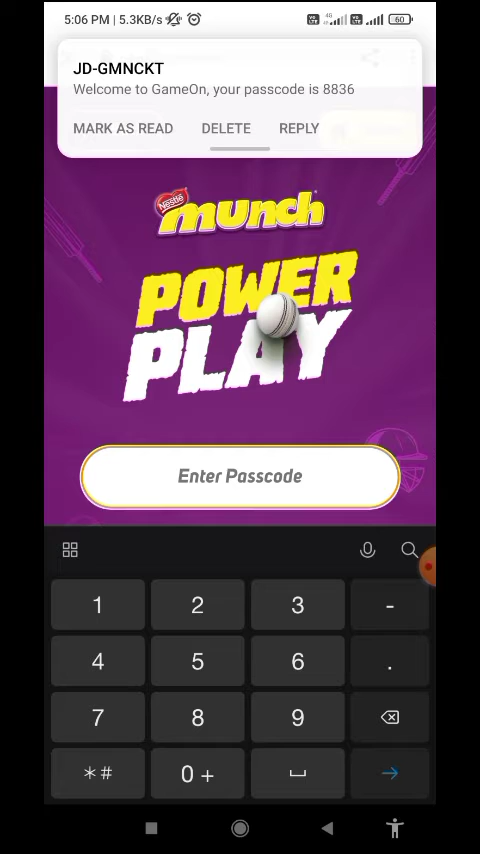 5:06 PM | 5.3KB/s
60
JD-GMNCKT
Welcome to GameOn, your passcode is 8836
MARK AS READ DELETE REPLY
Nestlé
munch
POWER
PLAY
Enter Passcode
1 2 3 -
4 5 6 .
7 8 9
*# 0 +